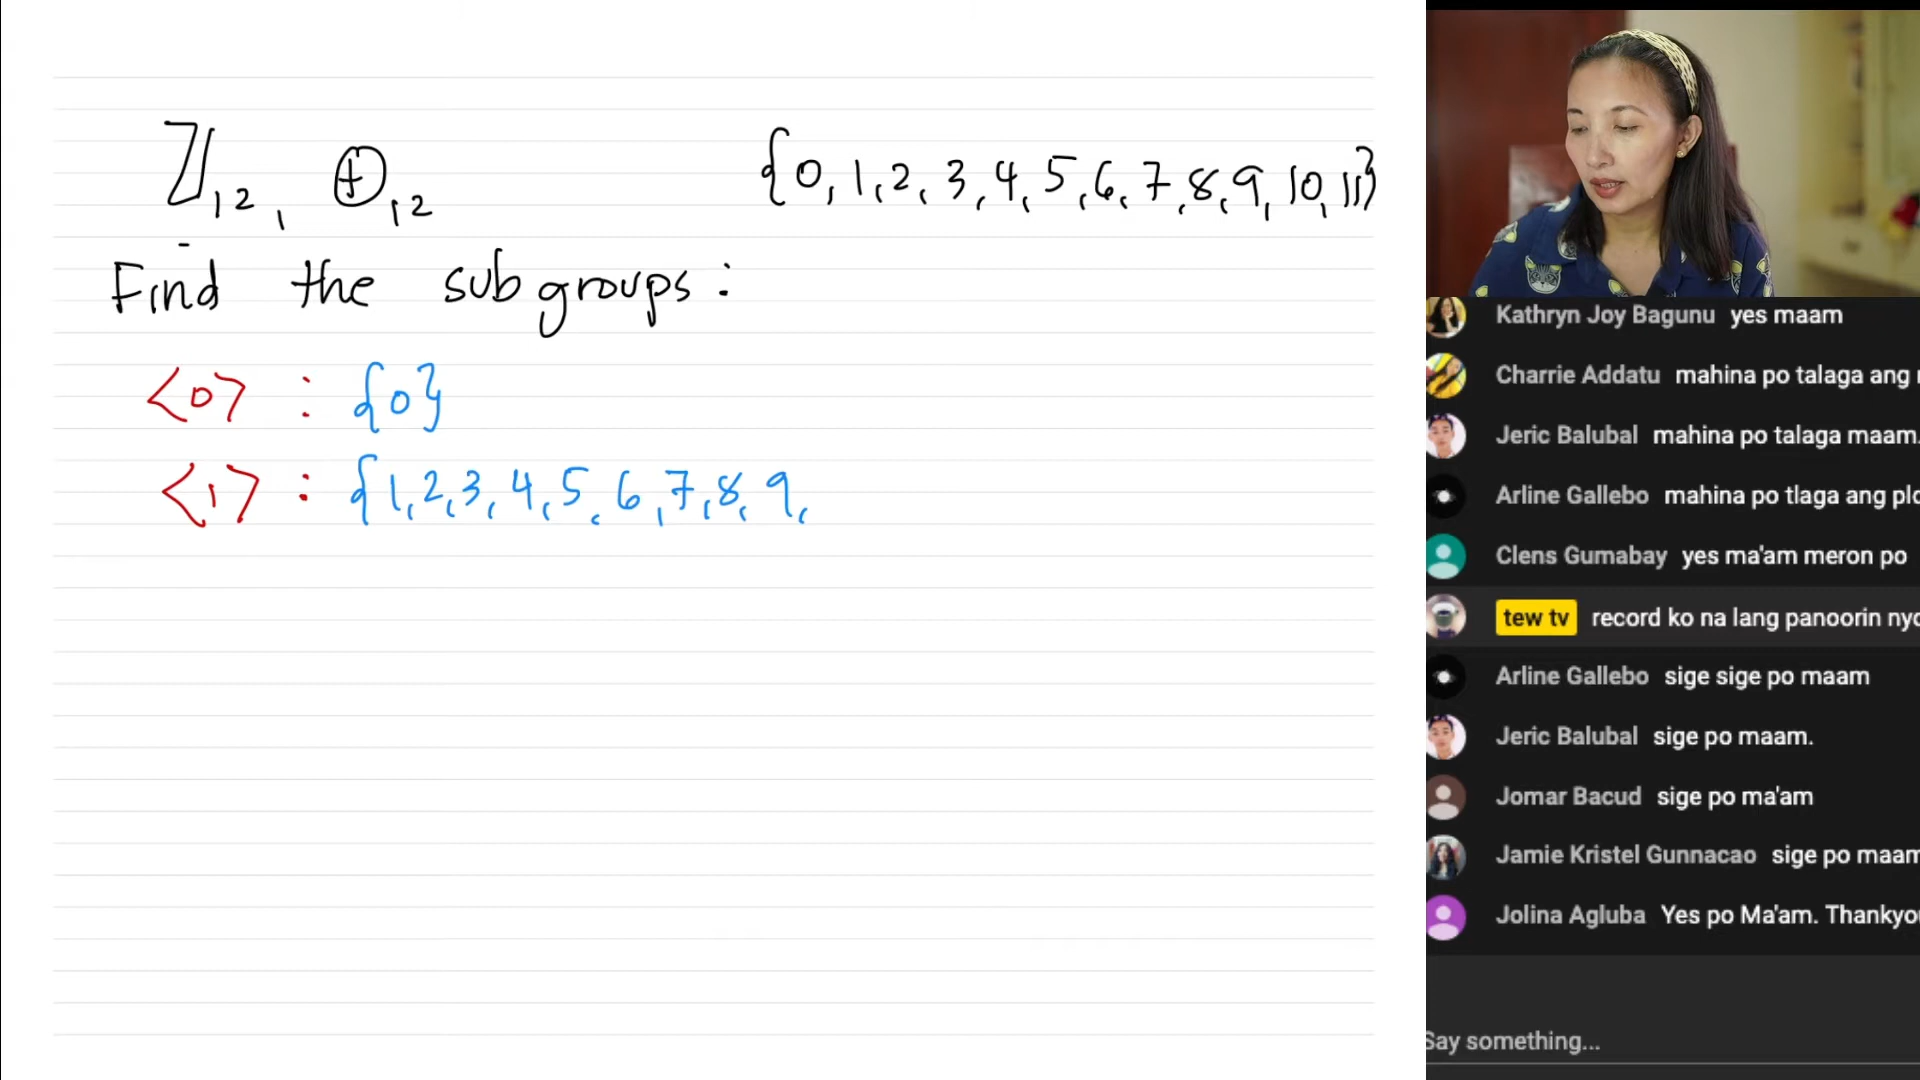 ℤ₁₂, ⊕₁₂ {0, 1, 2, 3, 4, 5, 6, 7, 8, 9, 10, 11}
Find the subgroups :
<0> : {0}
<1> : {1, 2, 3, 4, 5, 6, 7, 8, 9,
Kathryn Joy Bagunu yes maam
Charrie Addatu mahina po talaga ang
Jeric Balubal mahina po talaga maam.
Arline Gallebo mahina po tlaga ang
Clens Gumabay yes ma'am meron po
tew tv record ko na lang panoorin
Arline Gallebo sige sige po maam
Jeric Balubal sige po maam.
Jomar Bacud sige po ma'am
Jamie Kristel Gunnacao sige po maam
Jolina Agluba Yes po Ma'am.
Say something...